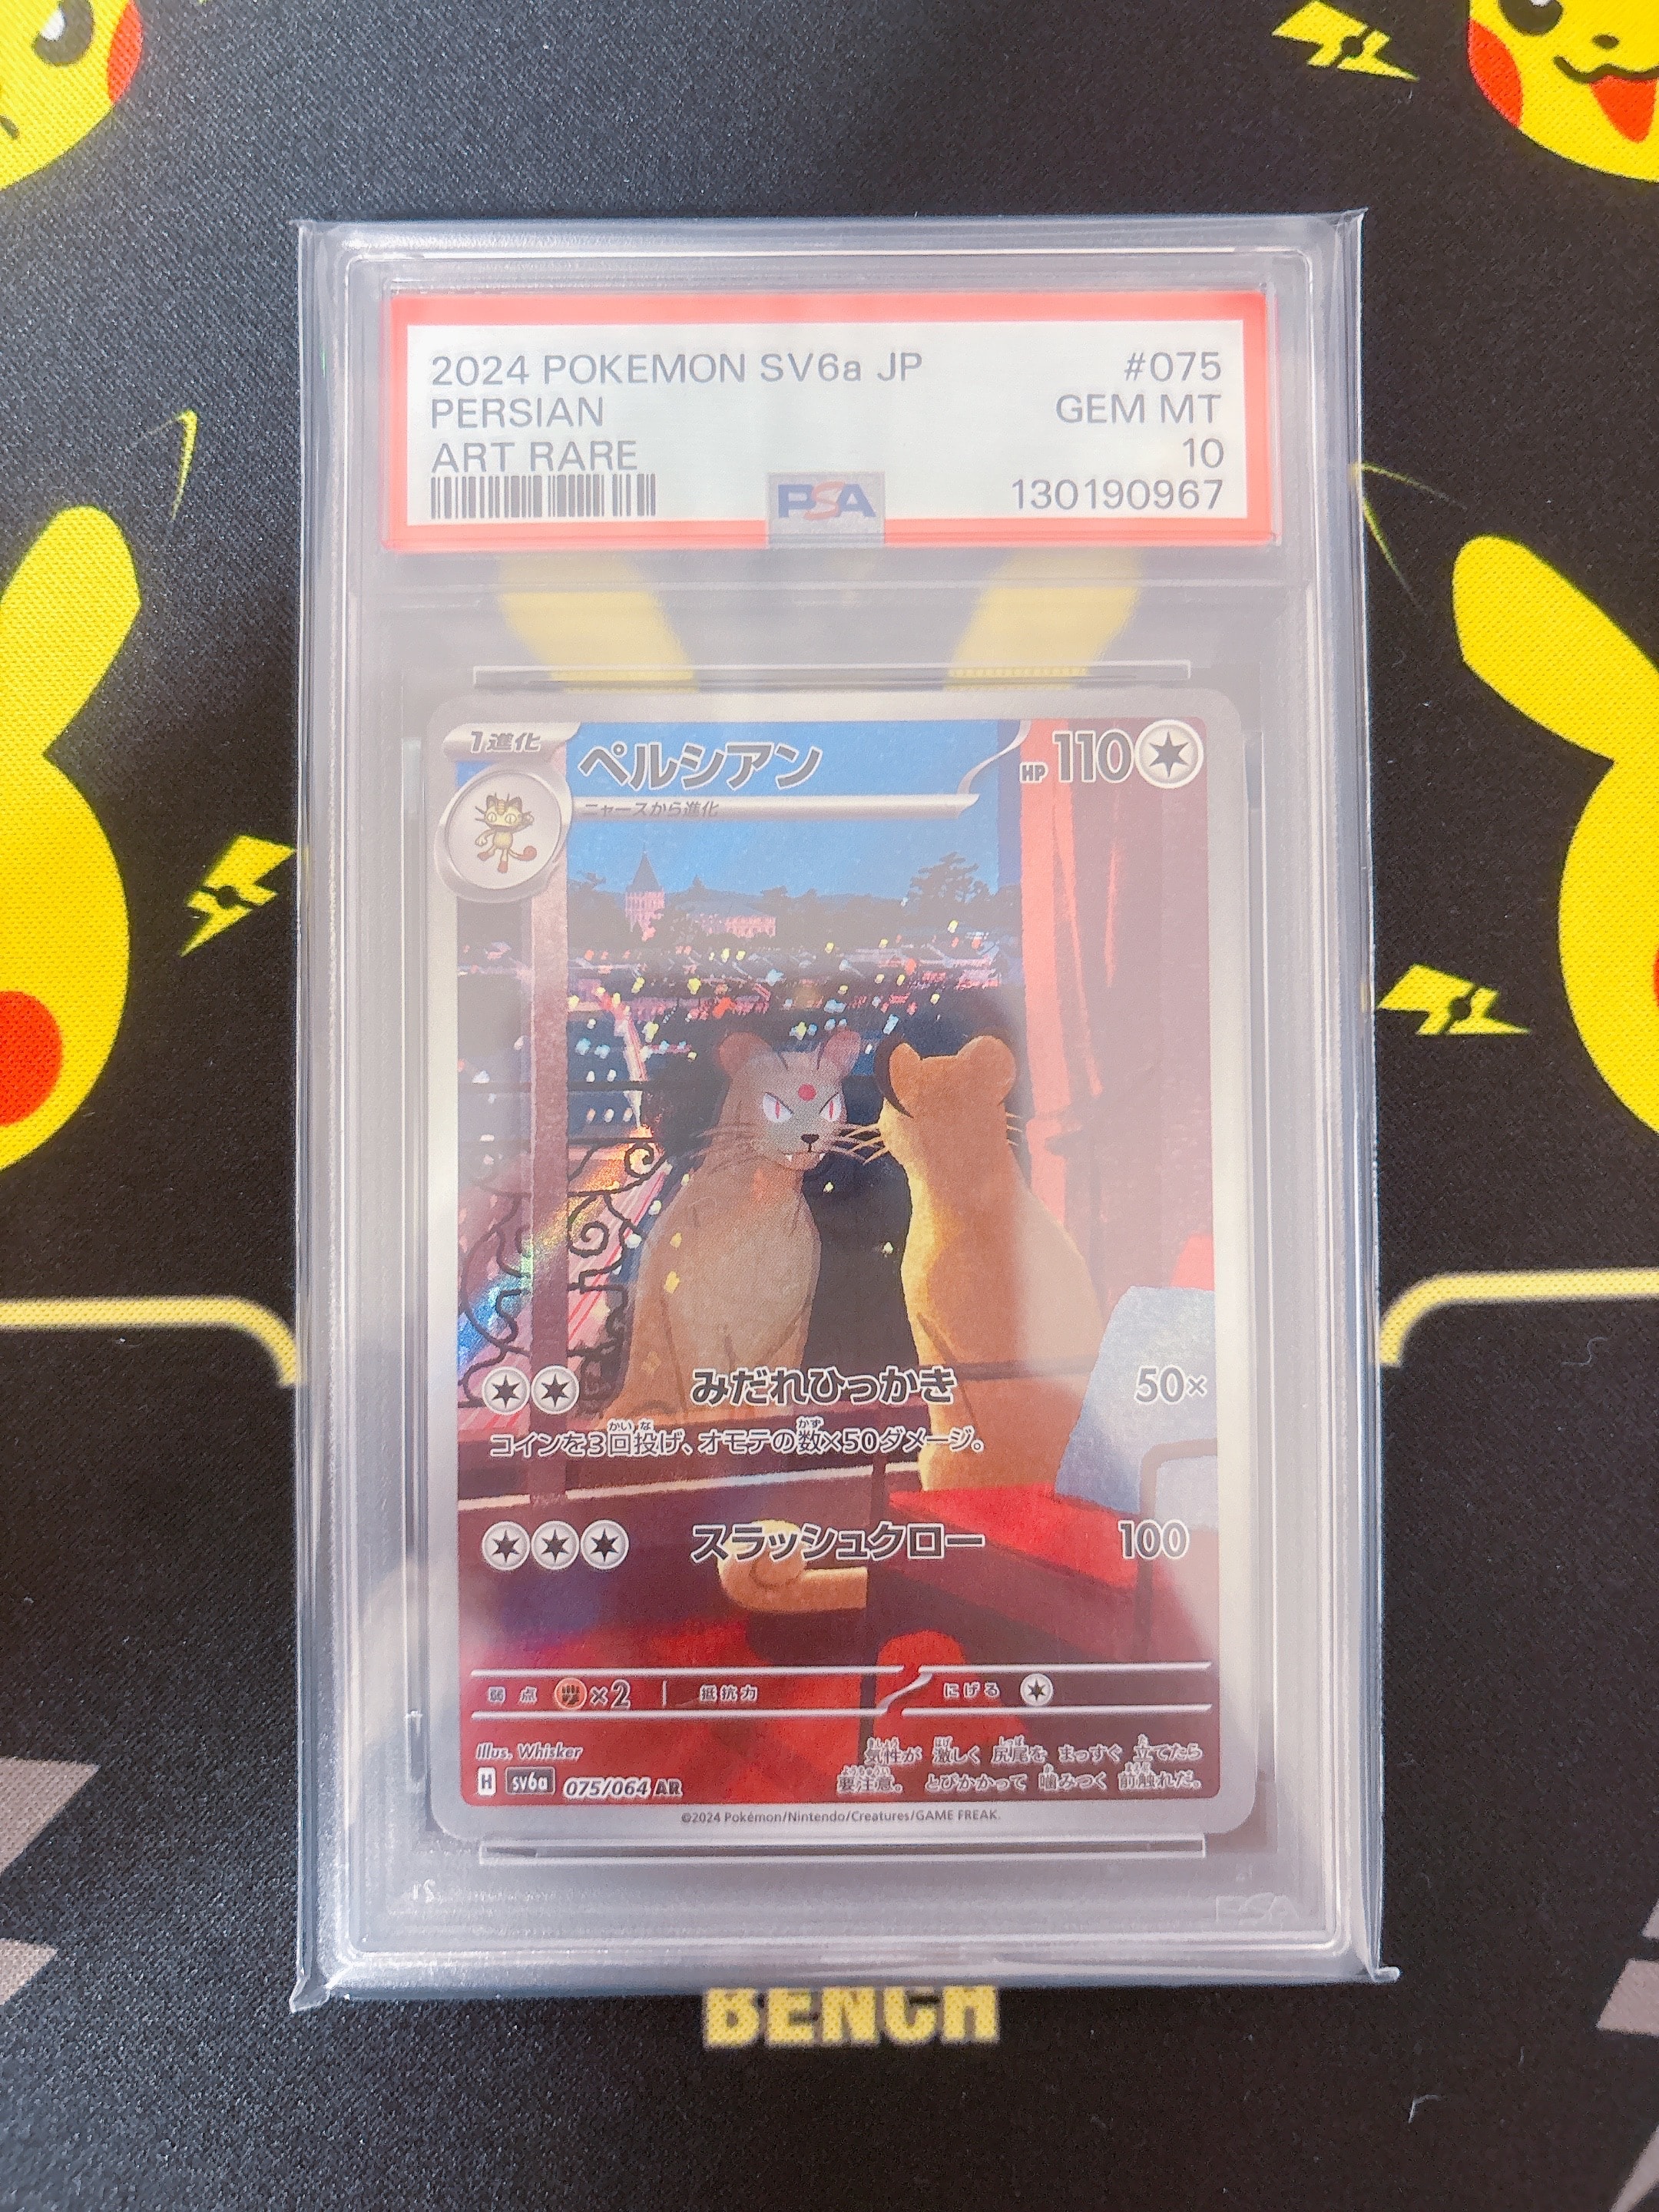 2024 POKEMON SV6a JP #075
PERSIAN GEM MT
ART RARE 10
PSA 130190967
1進化 ペルシアン HP 110
ニャースから進化
みだれひっかき 50×
コインを3回投げ、オモテの数×50ダメージ。
スラッシュクロー 100
弱点 ×2 抵抗力 にげる
Illus. Whisker 気性が 激しく 尻尾を まっすぐ 立てたら
要注意。 とびかかって 噛みつく 前触れだ。
H sv6a 075/064 AR
©2024 Pokémon/Nintendo/Creatures/GAME FREAK.
PSA
BENCH